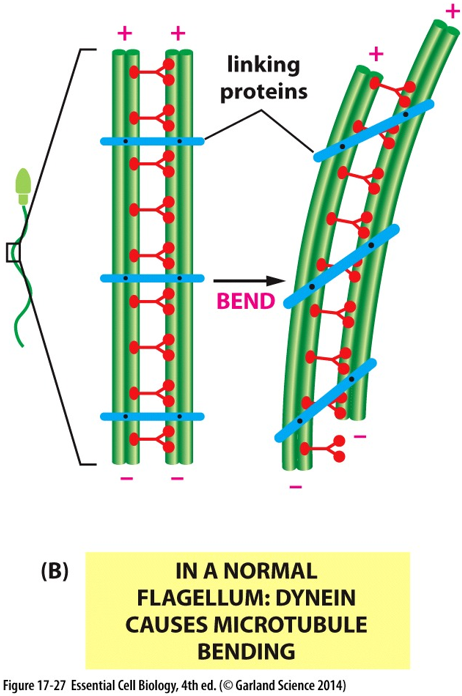 + +
+
+
linking
proteins
BEND
– –
–
–
(B)
IN A NORMAL
FLAGELLUM: DYNEIN
CAUSES MICROTUBULE
BENDING
Figure 17-27 Essential Cell Biology, 4th ed. (© Garland Science 2014)